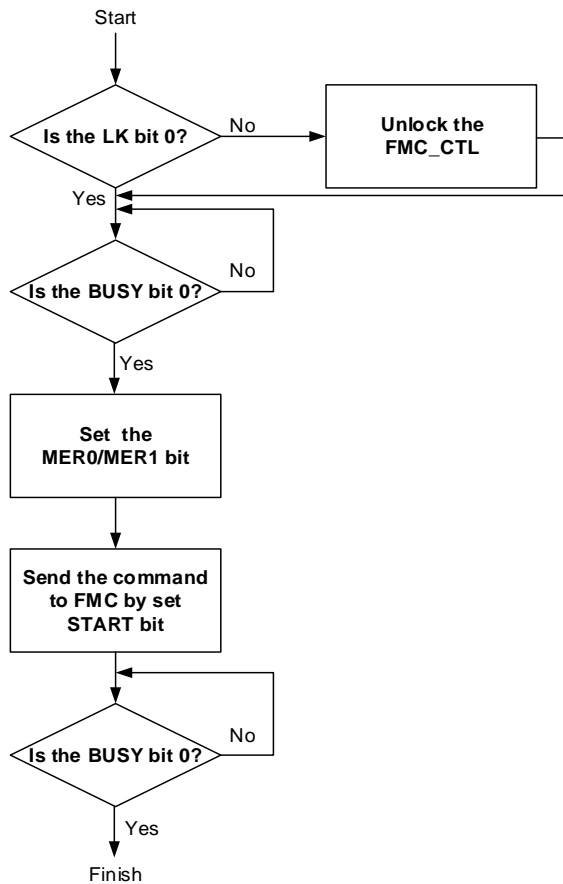 Start
Is the LK bit 0?
No
Unlock the
FMC_CTL
Yes
Is the BUSY bit 0?
No
Yes
Set the
MER0/MER1 bit
Send the command
to FMC by set
START bit
Is the BUSY bit 0?
No
Yes
Finish